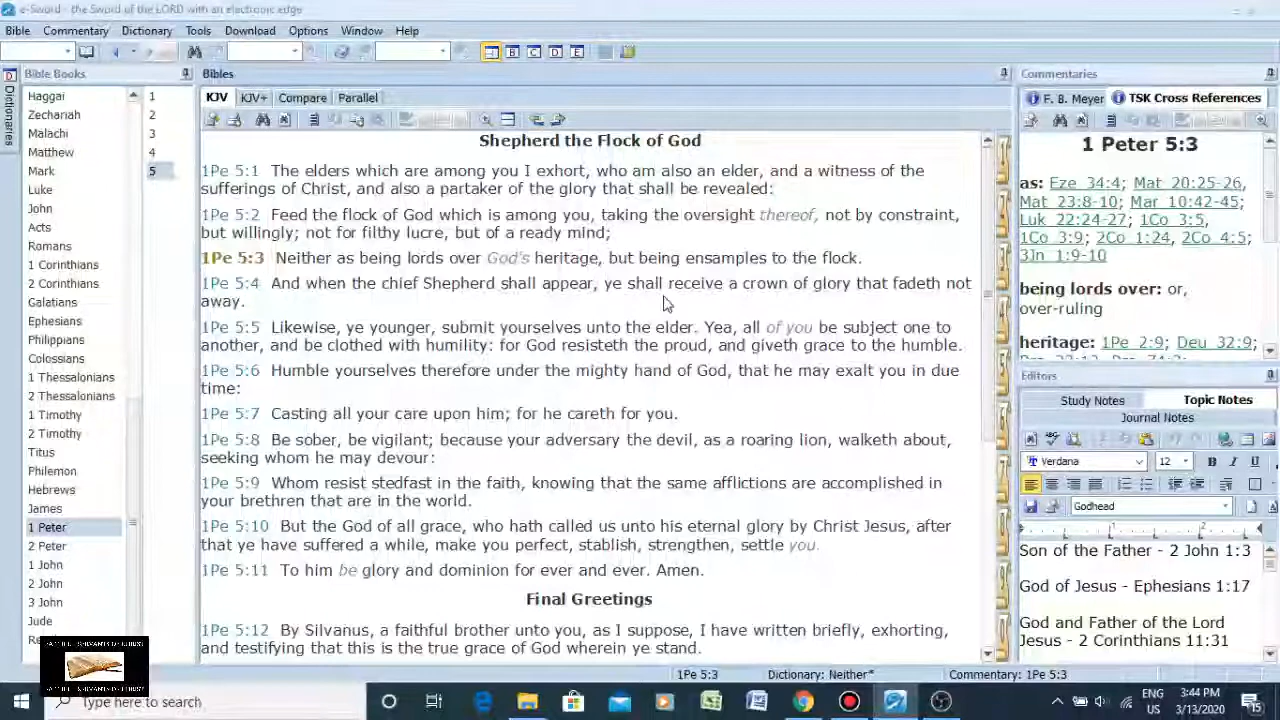 e-Sword - the Sword of the LORD with an electronic edge
Bible Commentary Dictionary Tools Download Options Window Help
B C D E
Dictionaries
Bible Books
Haggai
Zechariah
Malachi
Matthew
Mark
Luke
John
Acts
Romans
1 Corinthians
2 Corinthians
Galatians
Ephesians
Philippians
Colossians
1 Thessalonians
2 Thessalonians
1 Timothy
2 Timothy
Titus
Philemon
Hebrews
James
1 Peter
2 Peter
1 John
2 John
3 John
Jude
1
2
3
4
5
Bibles
KJV KJV+ Compare Parallel
Shepherd the Flock of God
1Pe 5:1 The elders which are among you I exhort, who am also an elder, and a witness of the
sufferings of Christ, and also a partaker of the glory that shall be revealed:
1Pe 5:2 Feed the flock of God which is among you, taking the oversight thereof, not by constraint,
but willingly; not for filthy lucre, but of a ready mind;
1Pe 5:3 Neither as being lords over God's heritage, but being ensamples to the flock.
1Pe 5:4 And when the chief Shepherd shall appear, ye shall receive a crown of glory that fadeth not
away.
1Pe 5:5 Likewise, ye younger, submit yourselves unto the elder. Yea, all of you be subject one to
another, and be clothed with humility: for God resisteth the proud, and giveth grace to the humble.
1Pe 5:6 Humble yourselves therefore under the mighty hand of God, that he may exalt you in due
time:
1Pe 5:7 Casting all your care upon him; for he careth for you.
1Pe 5:8 Be sober, be vigilant; because your adversary the devil, as a roaring lion, walketh about,
seeking whom he may devour:
1Pe 5:9 Whom resist stedfast in the faith, knowing that the same afflictions are accomplished in
your brethren that are in the world.
1Pe 5:10 But the God of all grace, who hath called us unto his eternal glory by Christ Jesus, after
that ye have suffered a while, make you perfect, stablish, strengthen, settle you.
1Pe 5:11 To him be glory and dominion for ever and ever. Amen.
Final Greetings
1Pe 5:12 By Silvanus, a faithful brother unto you, as I suppose, I have written briefly, exhorting,
and testifying that this is the true grace of God wherein ye stand.
Commentaries
F. B. Meyer TSK Cross References
1 Peter 5:3
as: Eze 34:4; Mat 20:25-26,
Mat 23:8-10; Mar 10:42-45;
Luk 22:24-27; 1Co 3:5,
1Co 3:9; 2Co 1:24, 2Co 4:5;
3Jn 1:9-10
being lords over: or,
over-ruling
heritage: 1Pe 2:9; Deu 32:9;
Editors
Study Notes Topic Notes
Journal Notes
Verdana 12 B I U
Godhead
1 2
Son of the Father - 2 John 1:3
God of Jesus - Ephesians 1:17
God and Father of the Lord
Jesus - 2 Corinthians 11:31
1Pe 5:3 Dictionary: Neither* Commentary: 1Pe 5:3
Type here to search
ENG
US
3:44 PM
3/13/2020
15